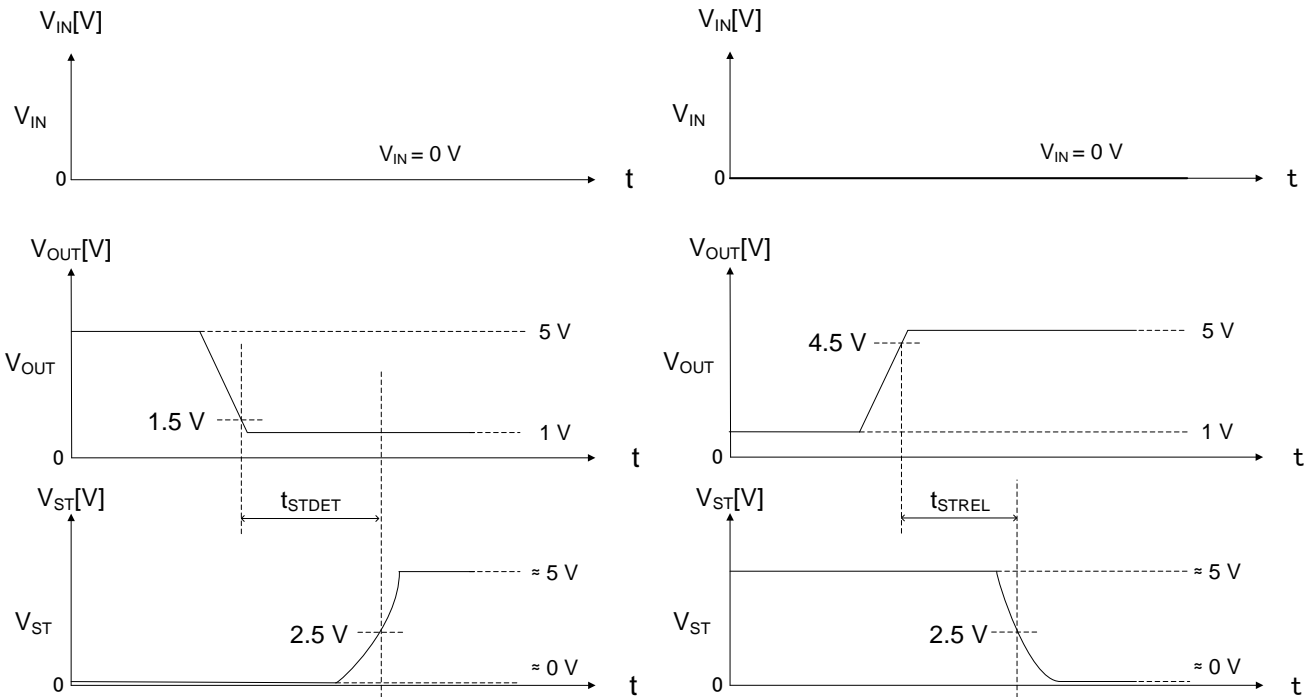 V_IN[V]
V_IN
V_IN = 0 V
0
t
V_OUT[V]
5 V
V_OUT
1.5 V
1 V
0
t
V_ST[V]
t_STDET
≈ 5 V
V_ST
2.5 V
≈ 0 V
0
t
V_IN[V]
V_IN
V_IN = 0 V
0
t
V_OUT[V]
4.5 V
5 V
V_OUT
1 V
0
t
V_ST[V]
t_STREL
≈ 5 V
V_ST
2.5 V
≈ 0 V
0
t